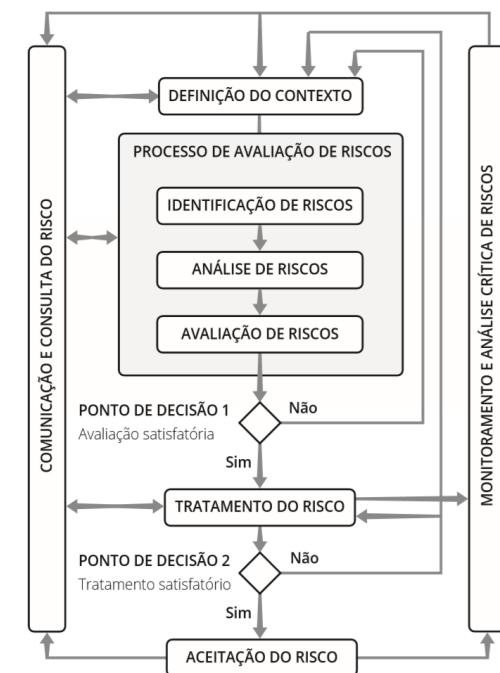 DEFINIÇÃO DO CONTEXTO
PROCESSO DE AVALIAÇÃO DE RISCOS
IDENTIFICAÇÃO DE RISCOS
ANÁLISE DE RISCOS
AVALIAÇÃO DE RISCOS
COMUNICAÇÃO E CONSULTA DO RISCO
MONITORAMENTO E ANÁLISE CRÍTICA DE RISCOS
PONTO DE DECISÃO 1
Avaliação satisfatória
Não
Sim
TRATAMENTO DO RISCO
PONTO DE DECISÃO 2
Tratamento satisfatório
Não
Sim
ACEITAÇÃO DO RISCO